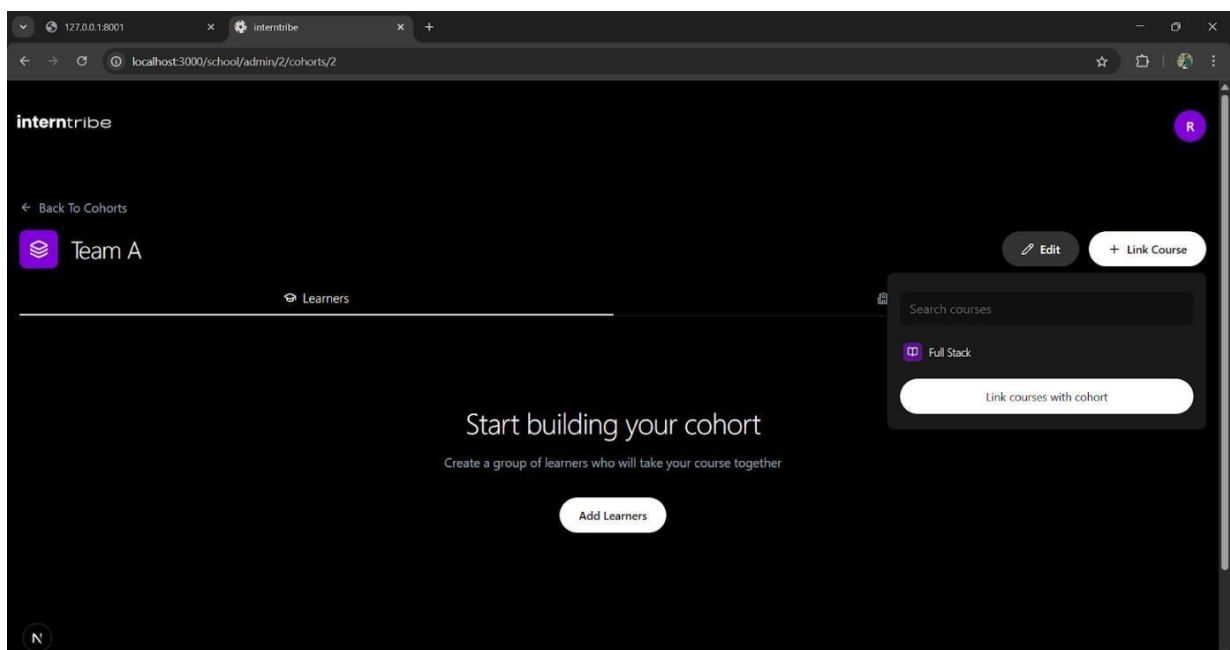 127.0.0.1:8001
interntribe
localhost:3000/school/admin/2/cohorts/2
interntribe
R
Back To Cohorts
Team A
Edit
+ Link Course
Learners
Search courses
Full Stack
Link courses with cohort
Start building your cohort
Create a group of learners who will take your course together
Add Learners
N